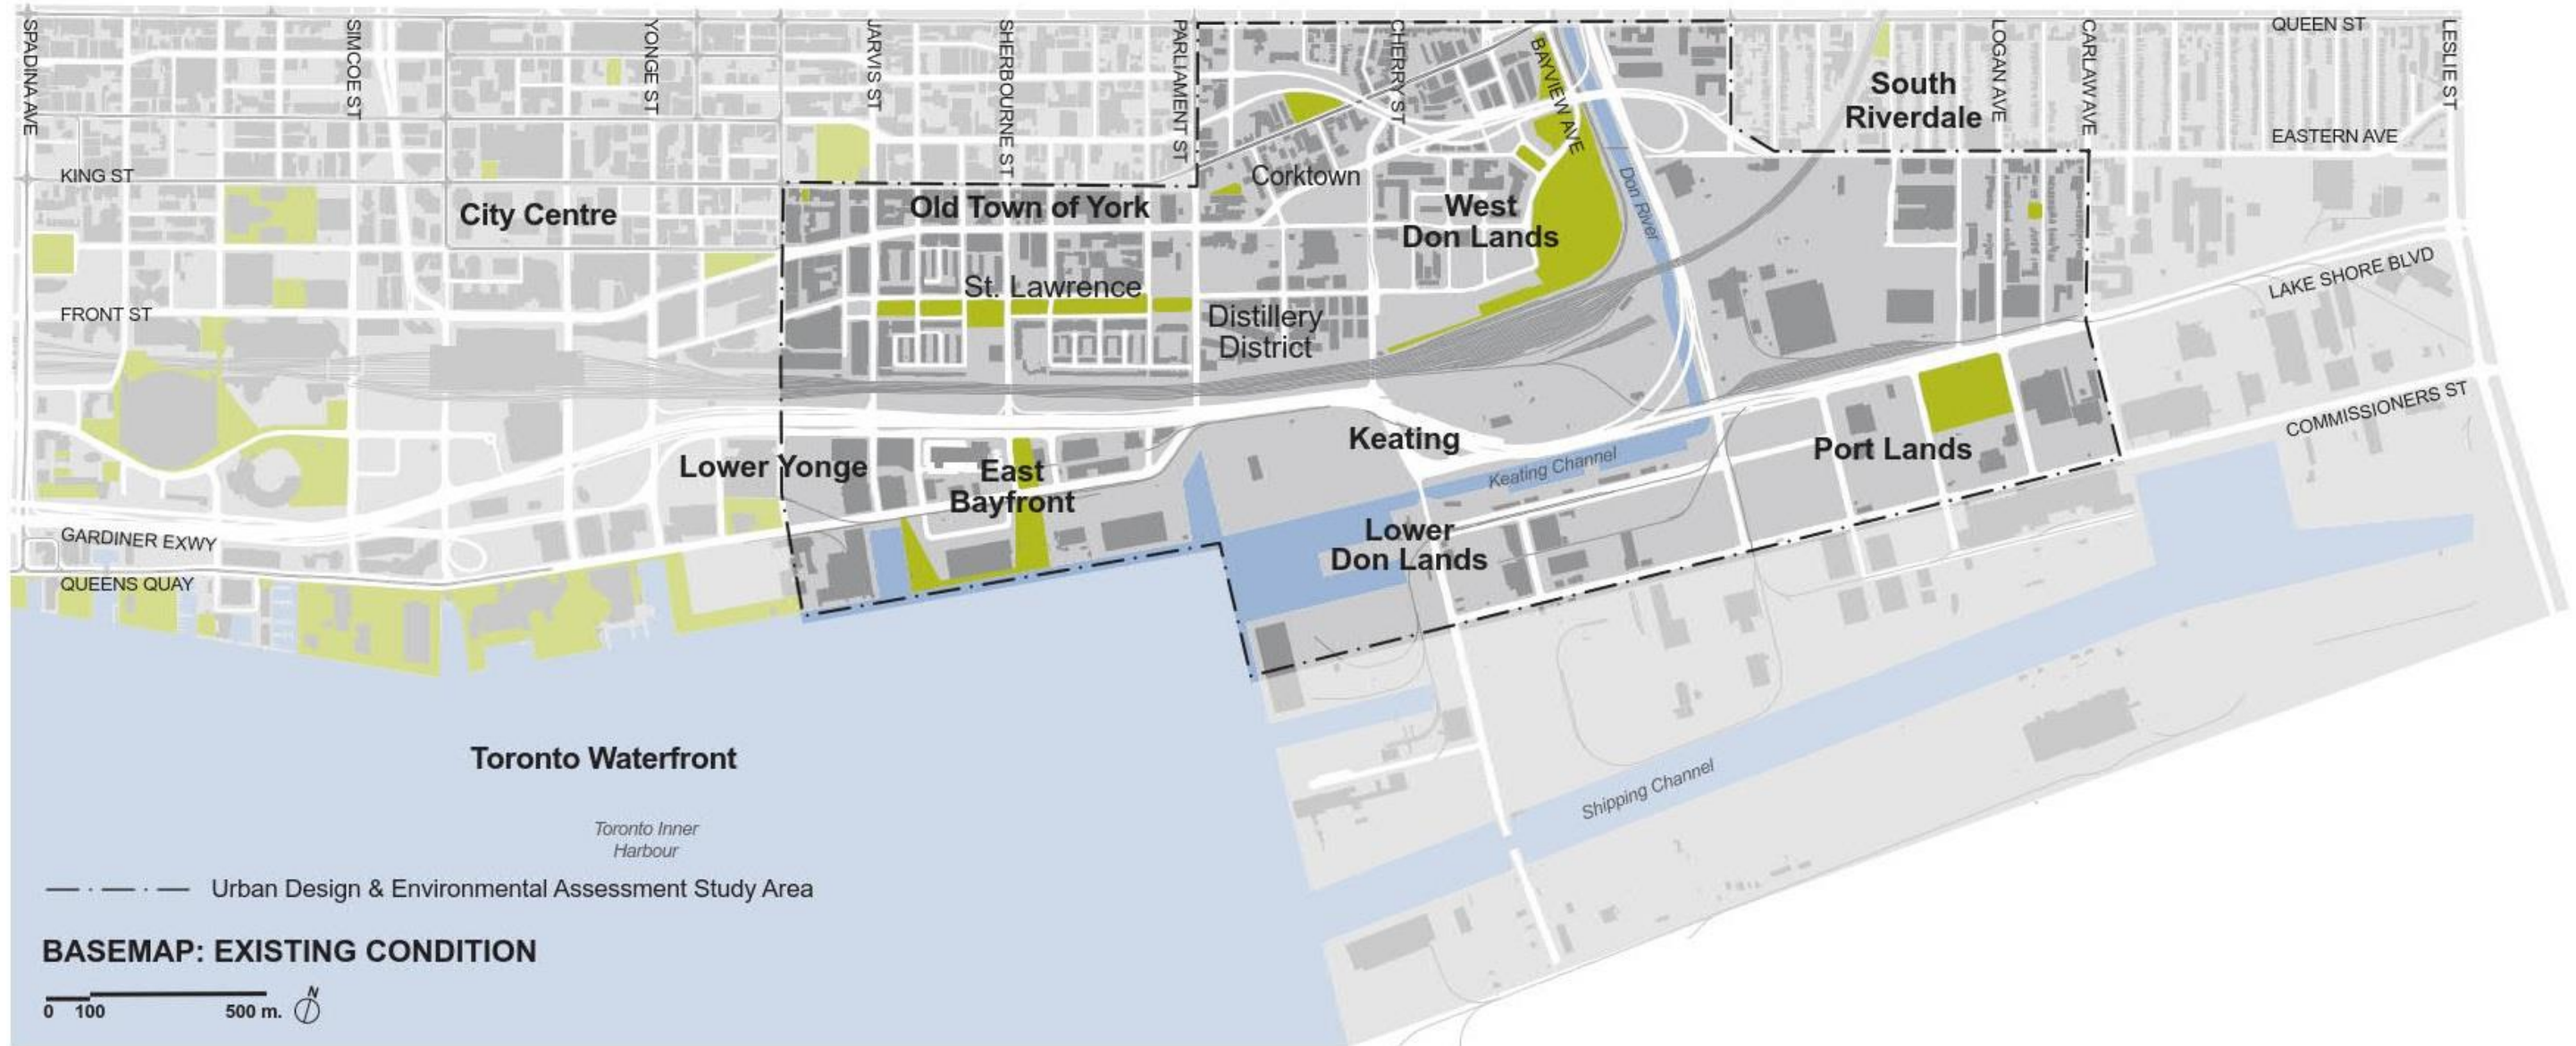 SPADINA AVE
SIMCOE ST
YONGE ST
JARVIS ST
SHERBOURNE ST
PARLIAMENT ST
CHERRY ST
BAYVIEW AVE
LOGAN AVE
CARLAW AVE
QUEEN ST
LESLIE ST
South
Riverdale
EASTERN AVE
KING ST
Corktown
City Centre
Old Town of York
West
Don Lands
Don River
St. Lawrence
FRONT ST
Distillery
District
LAKE SHORE BLVD
COMMISSIONERS ST
Lower Yonge
East
Bayfront
Keating
Keating Channel
Port Lands
GARDINER EXWY
Lower
Don Lands
QUEENS QUAY
Toronto Waterfront
Shipping Channel
Toronto Inner
Harbour
Urban Design & Environmental Assessment Study Area
BASEMAP: EXISTING CONDITION
N
0 100 500 m.